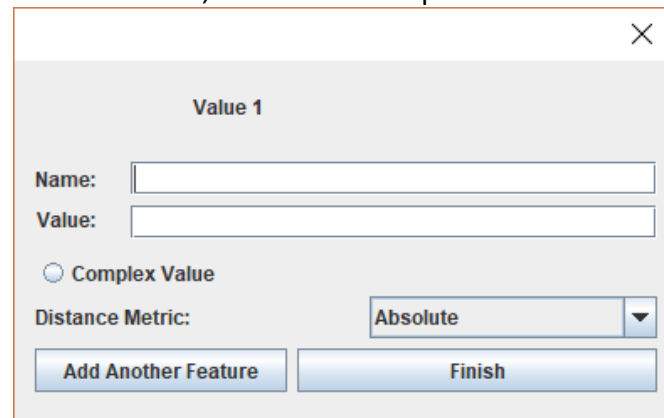 Value 1
Name:
Value:
Complex Value
Distance Metric: Absolute
Add Another Feature Finish